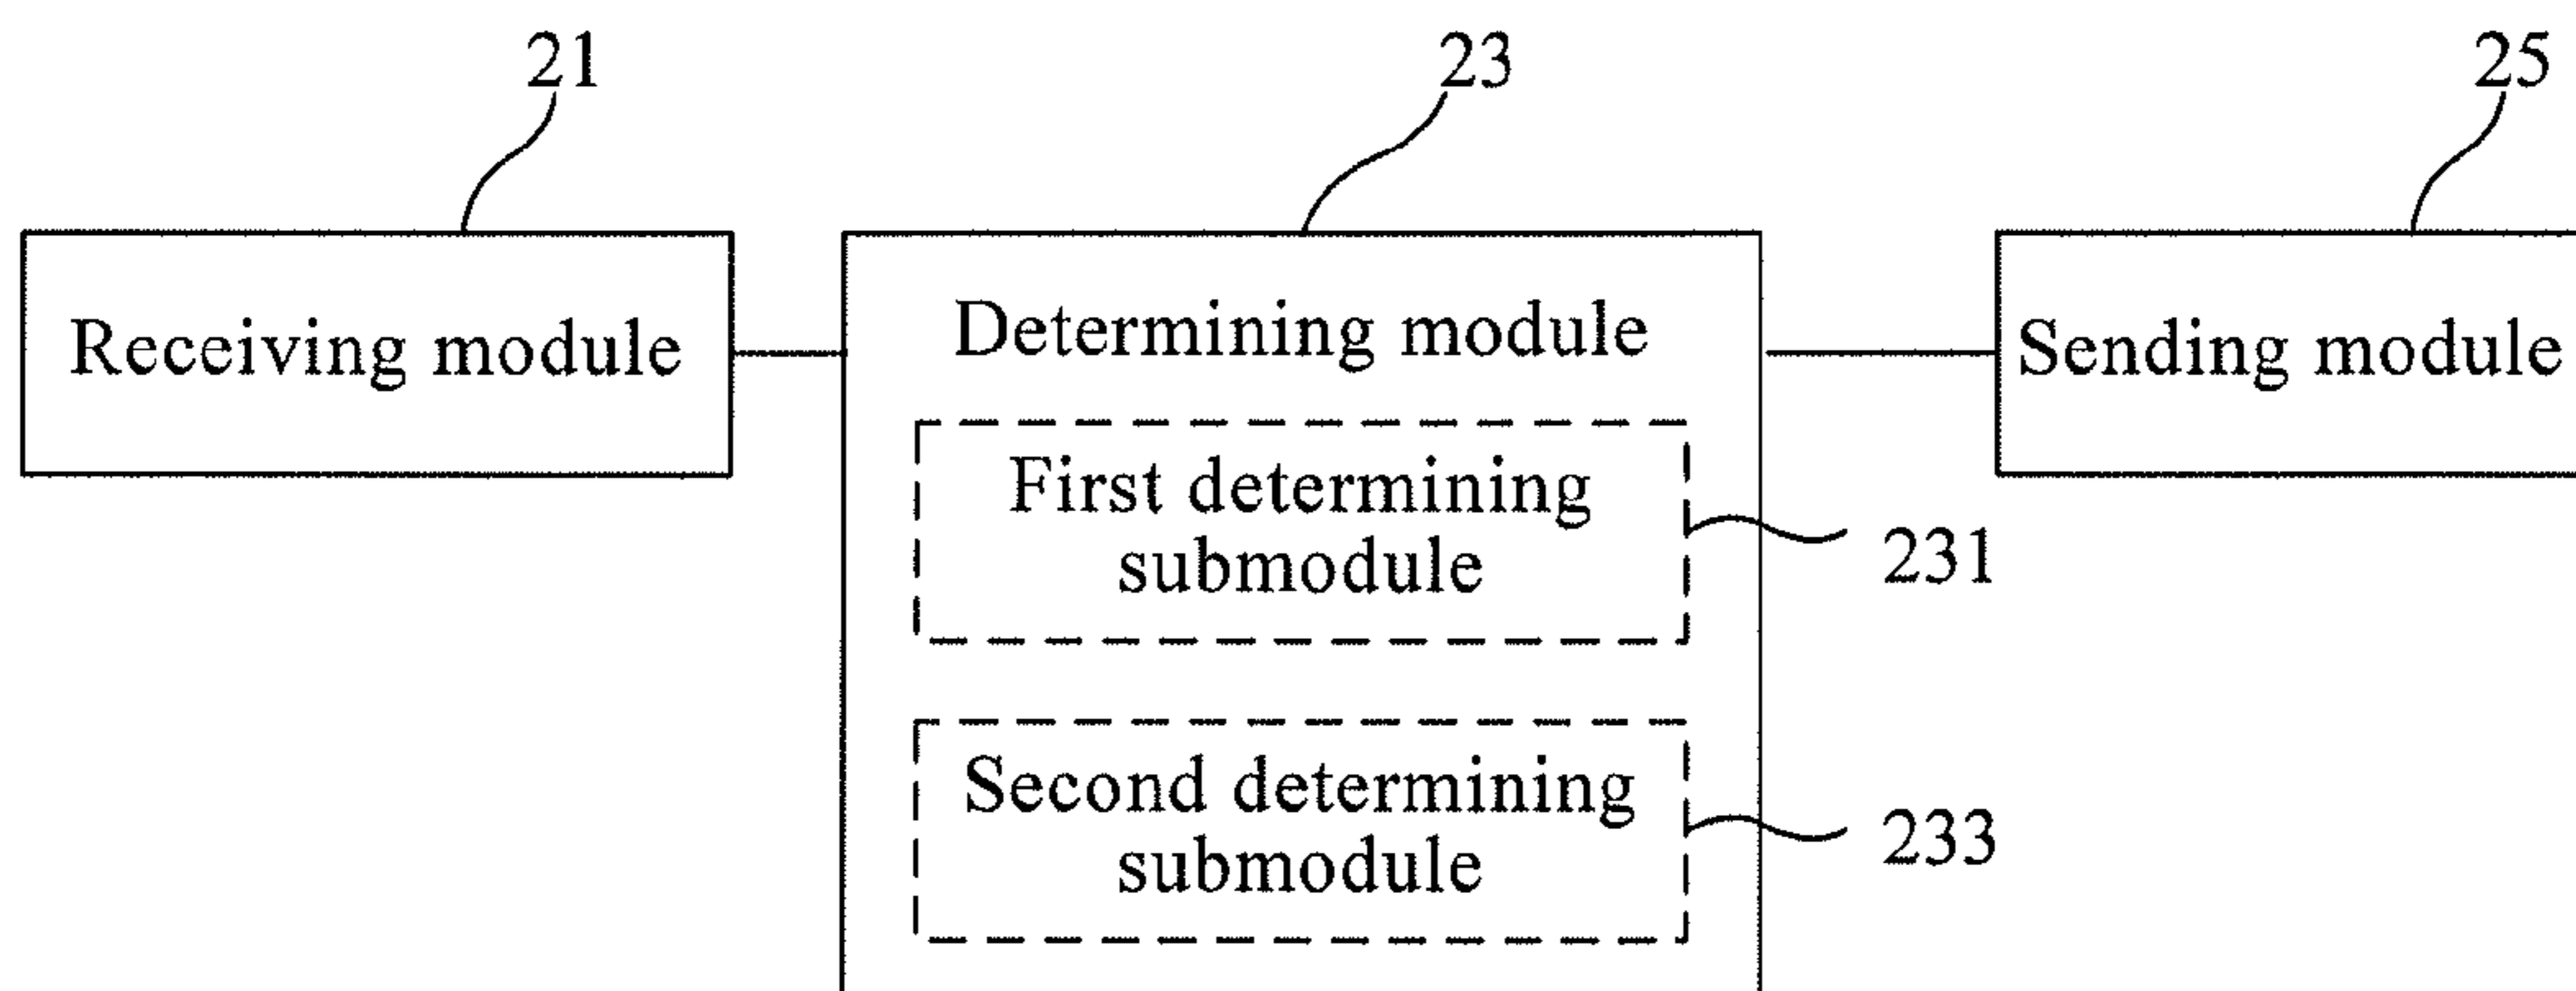 21
23
25
Receiving module
Determining module
Sending module
First determining
submodule
231
Second determining
submodule
233